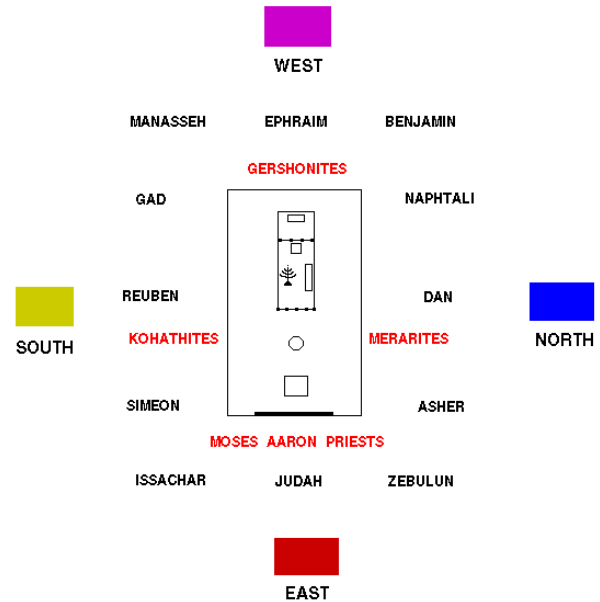 WEST
MANASSEH EPHRAIM BENJAMIN
GERSHONITES
GAD NAPHTALI
REUBEN DAN
KOHATHITES MERARITES
SOUTH NORTH
SIMEON ASHER
MOSES AARON PRIESTS
ISSACHAR JUDAH ZEBULUN
EAST